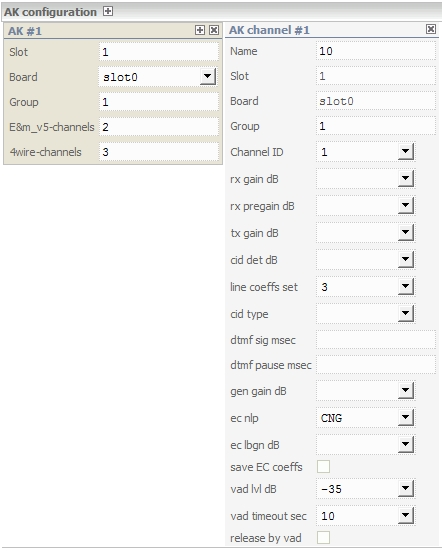 AK configuration
AK #1
Slot 1
Board slot0
Group 1
E&m_v5-channels 2
4wire-channels 3
AK channel #1
Name 10
Slot 1
Board slot0
Group 1
Channel ID 1
rx gain dB
rx pregain dB
tx gain dB
cid det dB
line coeffs set 3
cid type
dtmf sig msec
dtmf pause msec
gen gain dB
ec nlp CNG
ec lbgn dB
save EC coeffs
vad lvl dB -35
vad timeout sec 10
release by vad